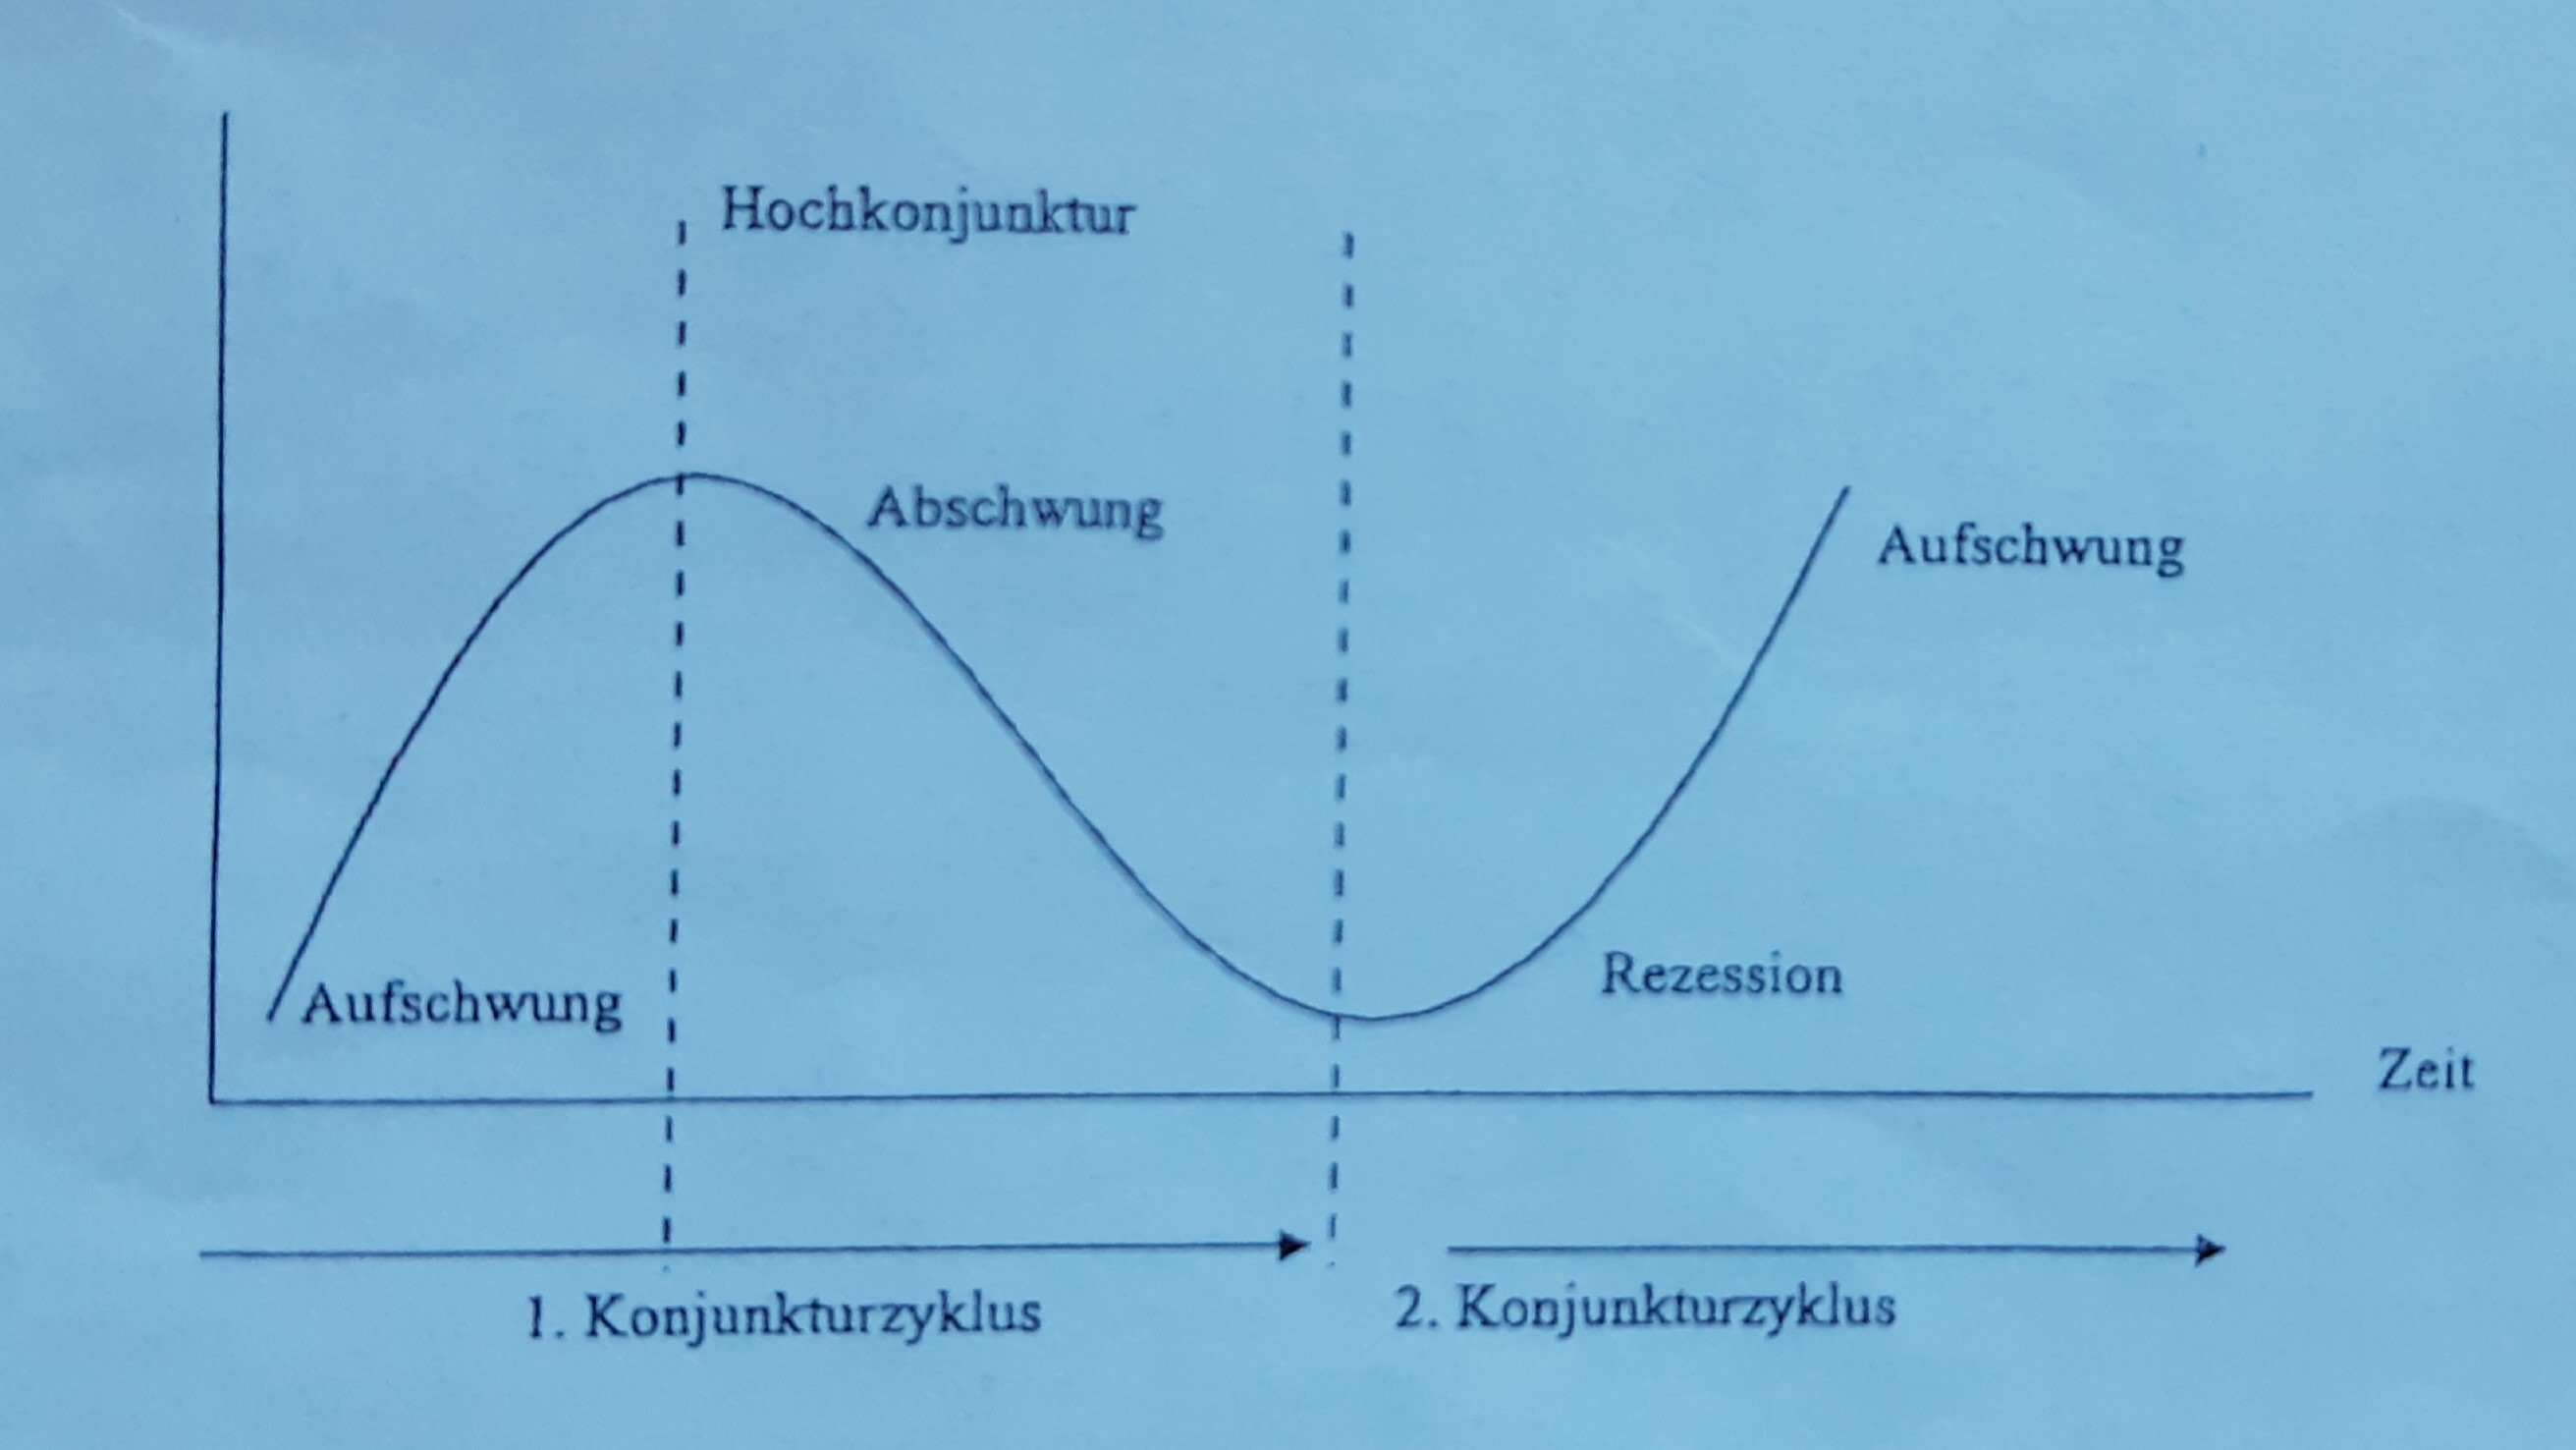 Hochkonjunktur
Abschwung
Aufschwung
Aufschwung
Rezession
Zeit
1. Konjunkturzyklus
2. Konjunkturzyklus